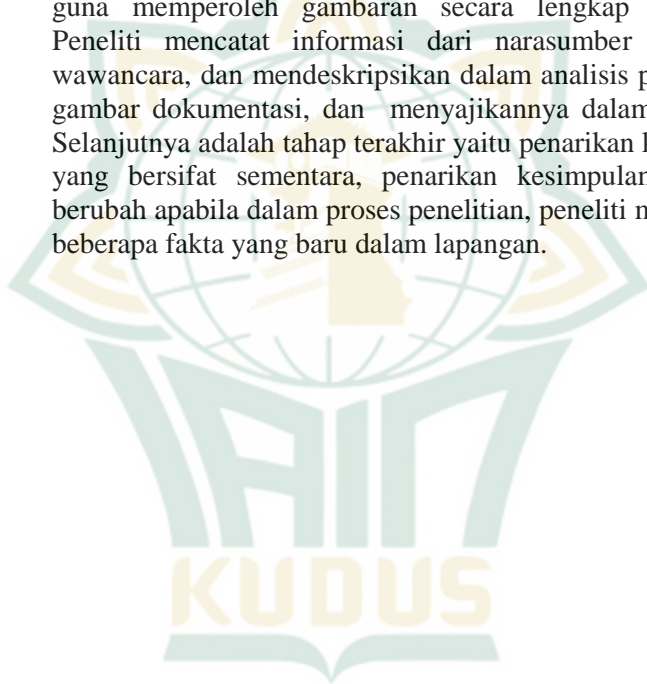 guna memperoleh gambaran secara lengkap
Peneliti mencatat informasi dari narasumber
wawancara, dan mendeskripsikan dalam analisis
gambar dokumentasi, dan menyajikannya dalam
Selanjutnya adalah tahap terakhir yaitu penarikan
yang bersifat sementara, penarikan kesimpulan
berubah apabila dalam proses penelitian, peneliti
beberapa fakta yang baru dalam lapangan.
IAIN
KUDUS